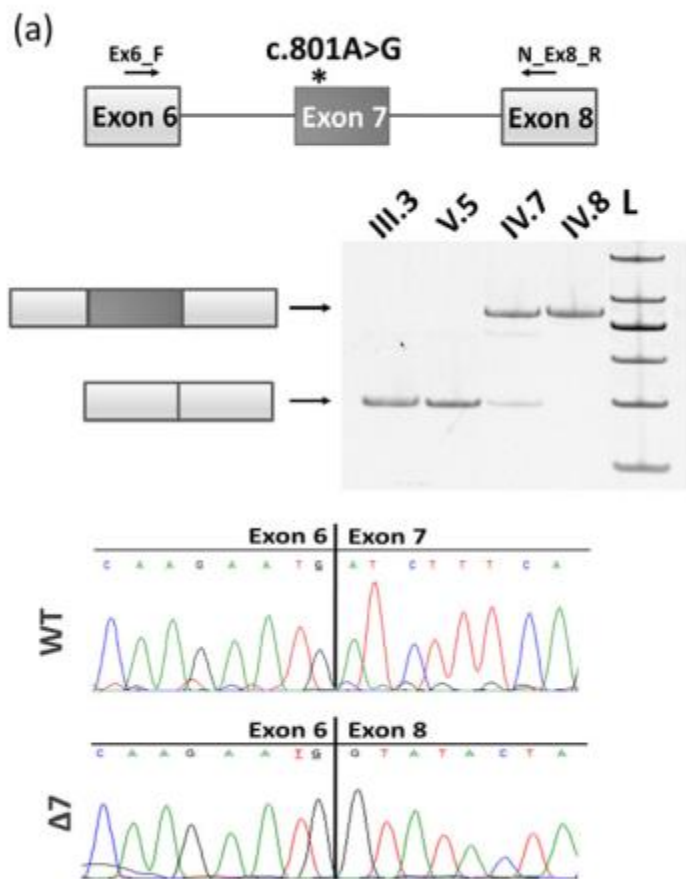 (a)
c.801A>G
Ex6_F
N_Ex8_R
*
Exon 6
Exon 7
Exon 8
III.3 V.5 IV.7 IV.8 L
Exon 6 Exon 7
WT
C A A G A A T G A T C T T T C A
Exon 6 Exon 8
Δ7
C A A G A A T G G T A T A C T A